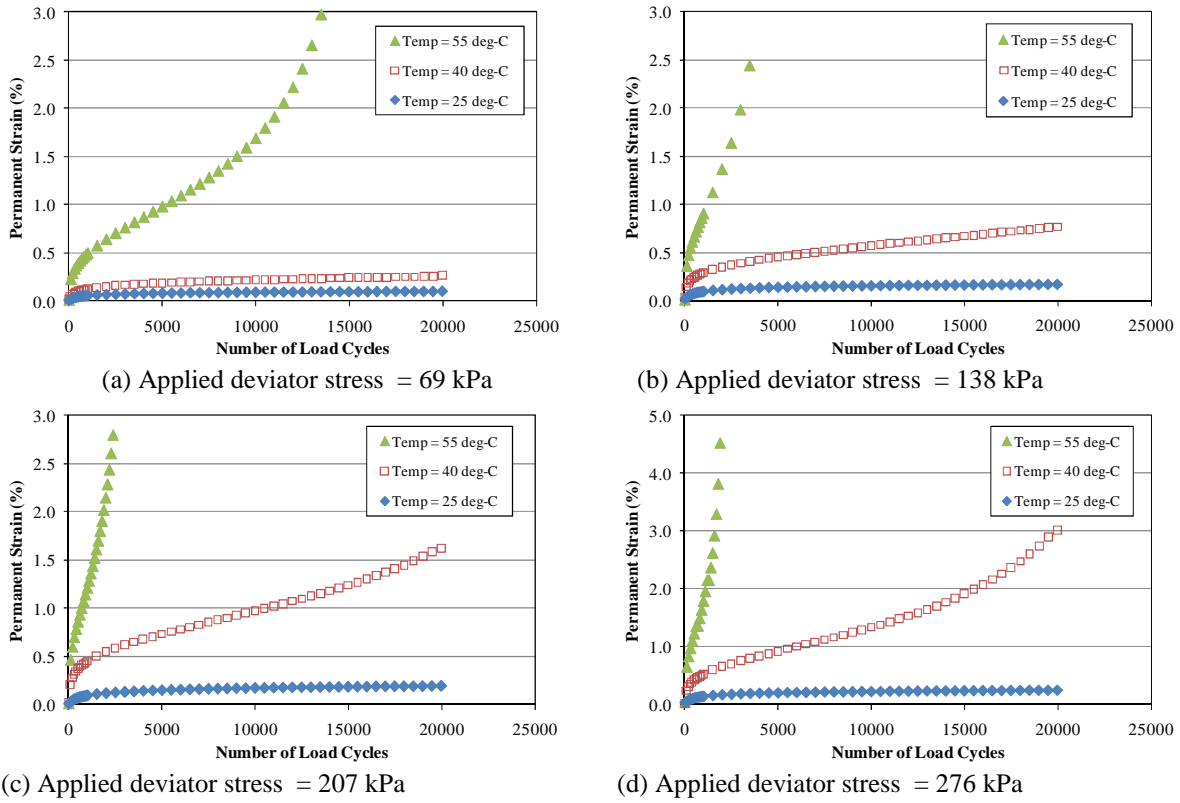 3.0
2.5
2.0
1.5
1.0
0.5
0.0
Permanent Strain (%)
Temp = 55 deg-C
Temp = 40 deg-C
Temp = 25 deg-C
0 5000 10000 15000 20000 25000
Number of Load Cycles
(a) Applied deviator stress = 69 kPa
3.0
2.5
2.0
1.5
1.0
0.5
0.0
Permanent Strain (%)
Temp = 55 deg-C
Temp = 40 deg-C
Temp = 25 deg-C
0 5000 10000 15000 20000 25000
Number of Load Cycles
(b) Applied deviator stress = 138 kPa
3.0
2.5
2.0
1.5
1.0
0.5
0.0
Permanent Strain (%)
Temp = 55 deg-C
Temp = 40 deg-C
Temp = 25 deg-C
0 5000 10000 15000 20000 25000
Number of Load Cycles
(c) Applied deviator stress = 207 kPa
5.0
4.0
3.0
2.0
1.0
0.0
Permanent Strain (%)
Temp = 55 deg-C
Temp = 40 deg-C
Temp = 25 deg-C
0 5000 10000 15000 20000 25000
Number of Load Cycles
(d) Applied deviator stress = 276 kPa